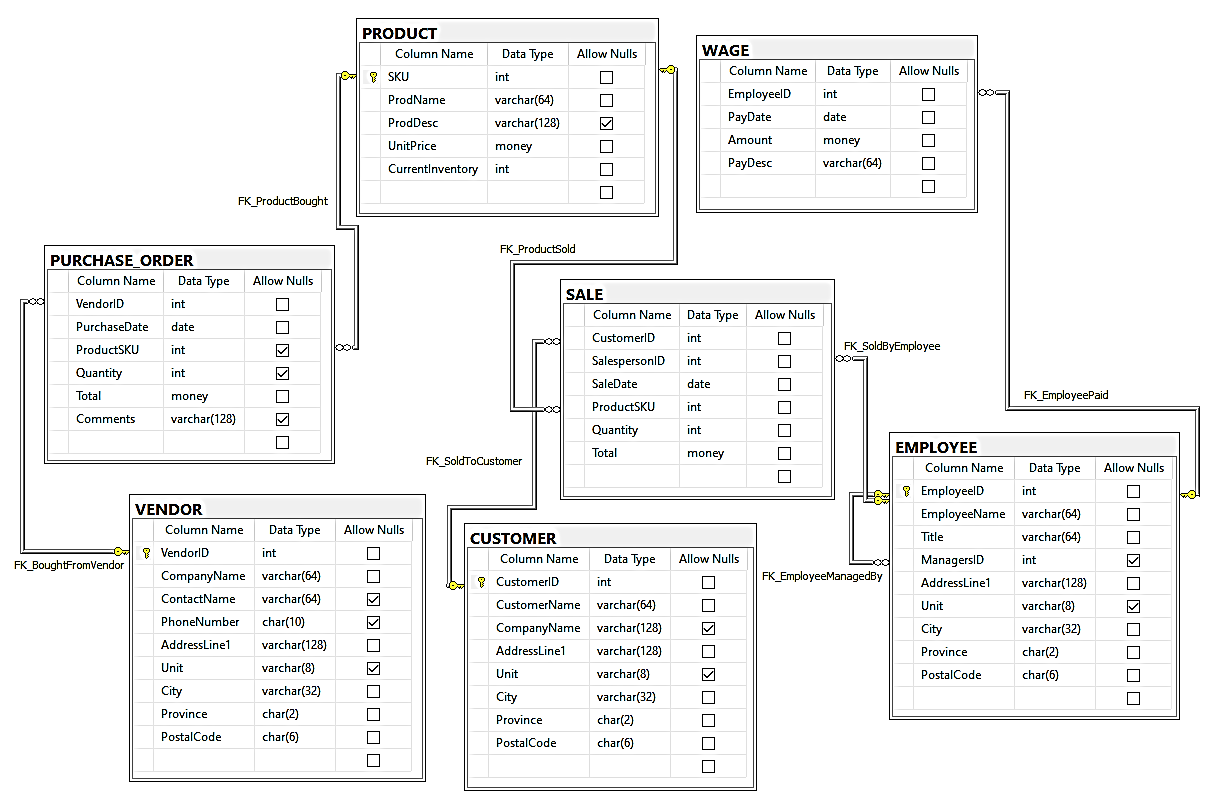 PRODUCT
Column Name Data Type Allow Nulls
SKU int
ProdName varchar(64)
ProdDesc varchar(128)
UnitPrice money
CurrentInventory int
WAGE
Column Name Data Type Allow Nulls
EmployeeID int
PayDate date
Amount money
PayDesc varchar(64)
FK_ProductBought
FK_ProductSold
PURCHASE_ORDER
Column Name Data Type Allow Nulls
VendorID int
PurchaseDate date
ProductSKU int
Quantity int
Total money
Comments varchar(128)
SALE
Column Name Data Type Allow Nulls
CustomerID int
SalespersonID int
SaleDate date
ProductSKU int
Quantity int
Total money
FK_SoldByEmployee
FK_EmployeePaid
FK_SoldToCustomer
EMPLOYEE
Column Name Data Type Allow Nulls
EmployeeID int
EmployeeName varchar(64)
Title varchar(64)
ManagersID int
AddressLine1 varchar(128)
Unit varchar(8)
City varchar(32)
Province char(2)
PostalCode char(6)
FK_EmployeeManagedBy
VENDOR
Column Name Data Type Allow Nulls
VendorID int
CompanyName varchar(64)
ContactName varchar(64)
PhoneNumber char(10)
AddressLine1 varchar(128)
Unit varchar(8)
City varchar(32)
Province char(2)
PostalCode char(6)
FK_BoughtFromVendor
CUSTOMER
Column Name Data Type Allow Nulls
CustomerID int
CustomerName varchar(64)
CompanyName varchar(128)
AddressLine1 varchar(128)
Unit varchar(8)
City varchar(32)
Province char(2)
PostalCode char(6)